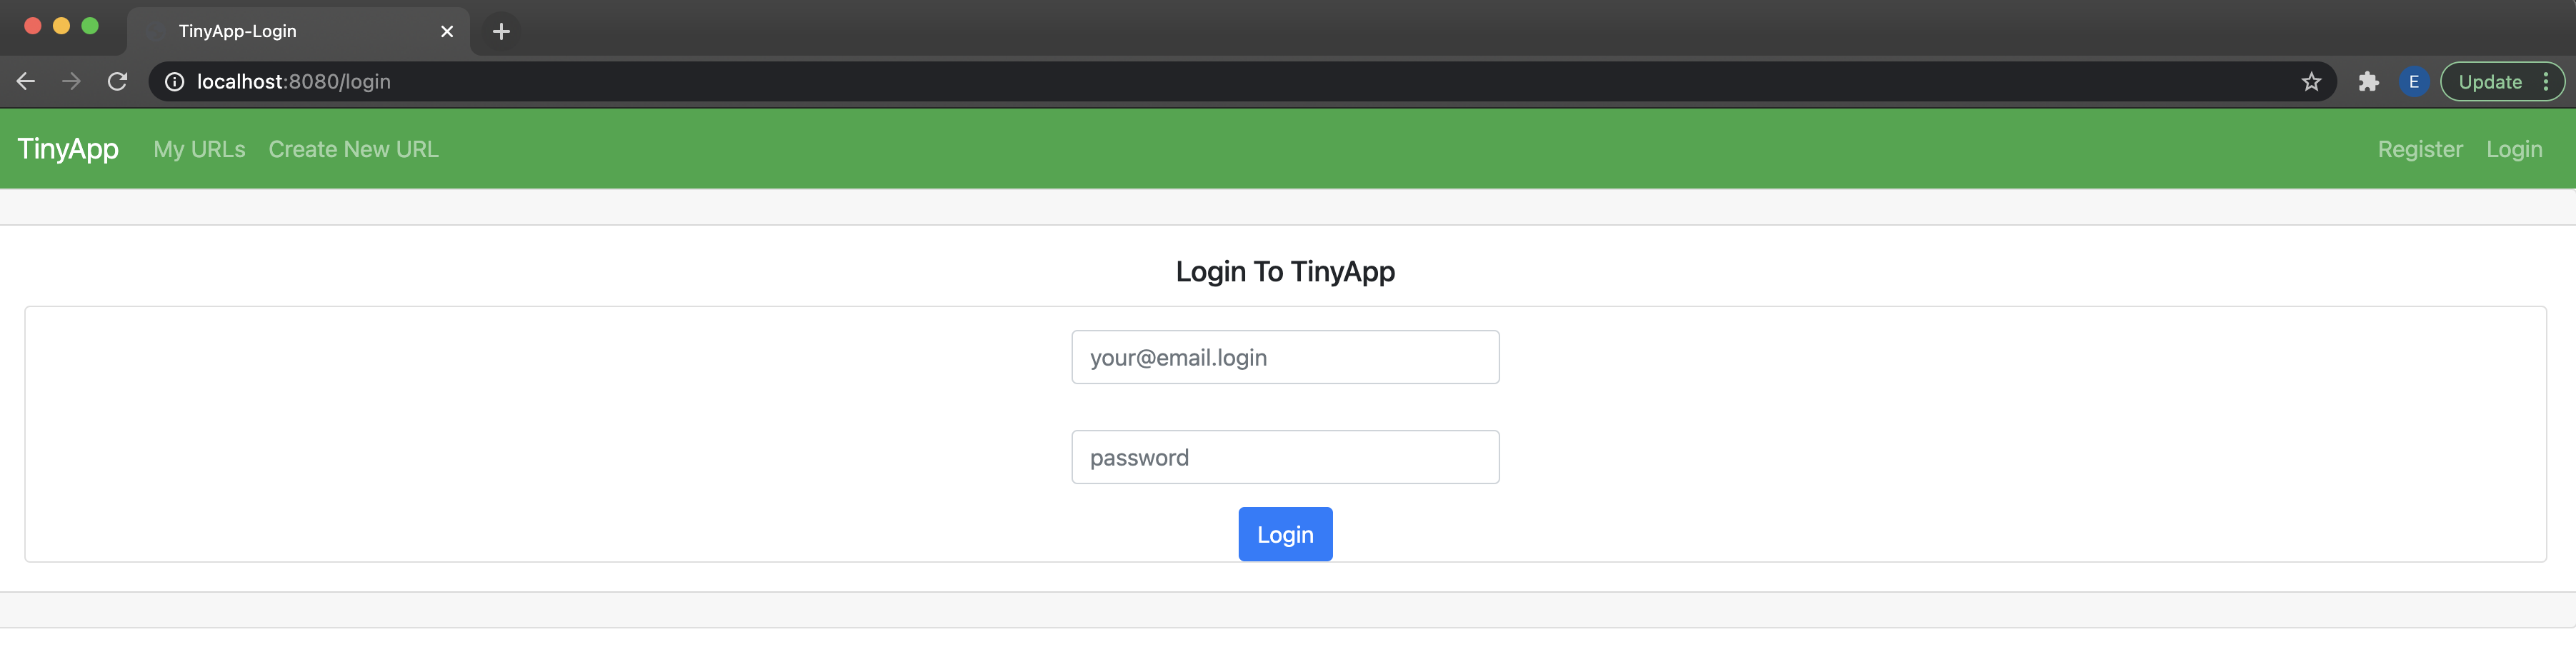 TinyApp-Login
localhost:8080/login
E
Update
TinyApp My URLs Create New URL Register Login
Login To TinyApp
your@email.login
password
Login